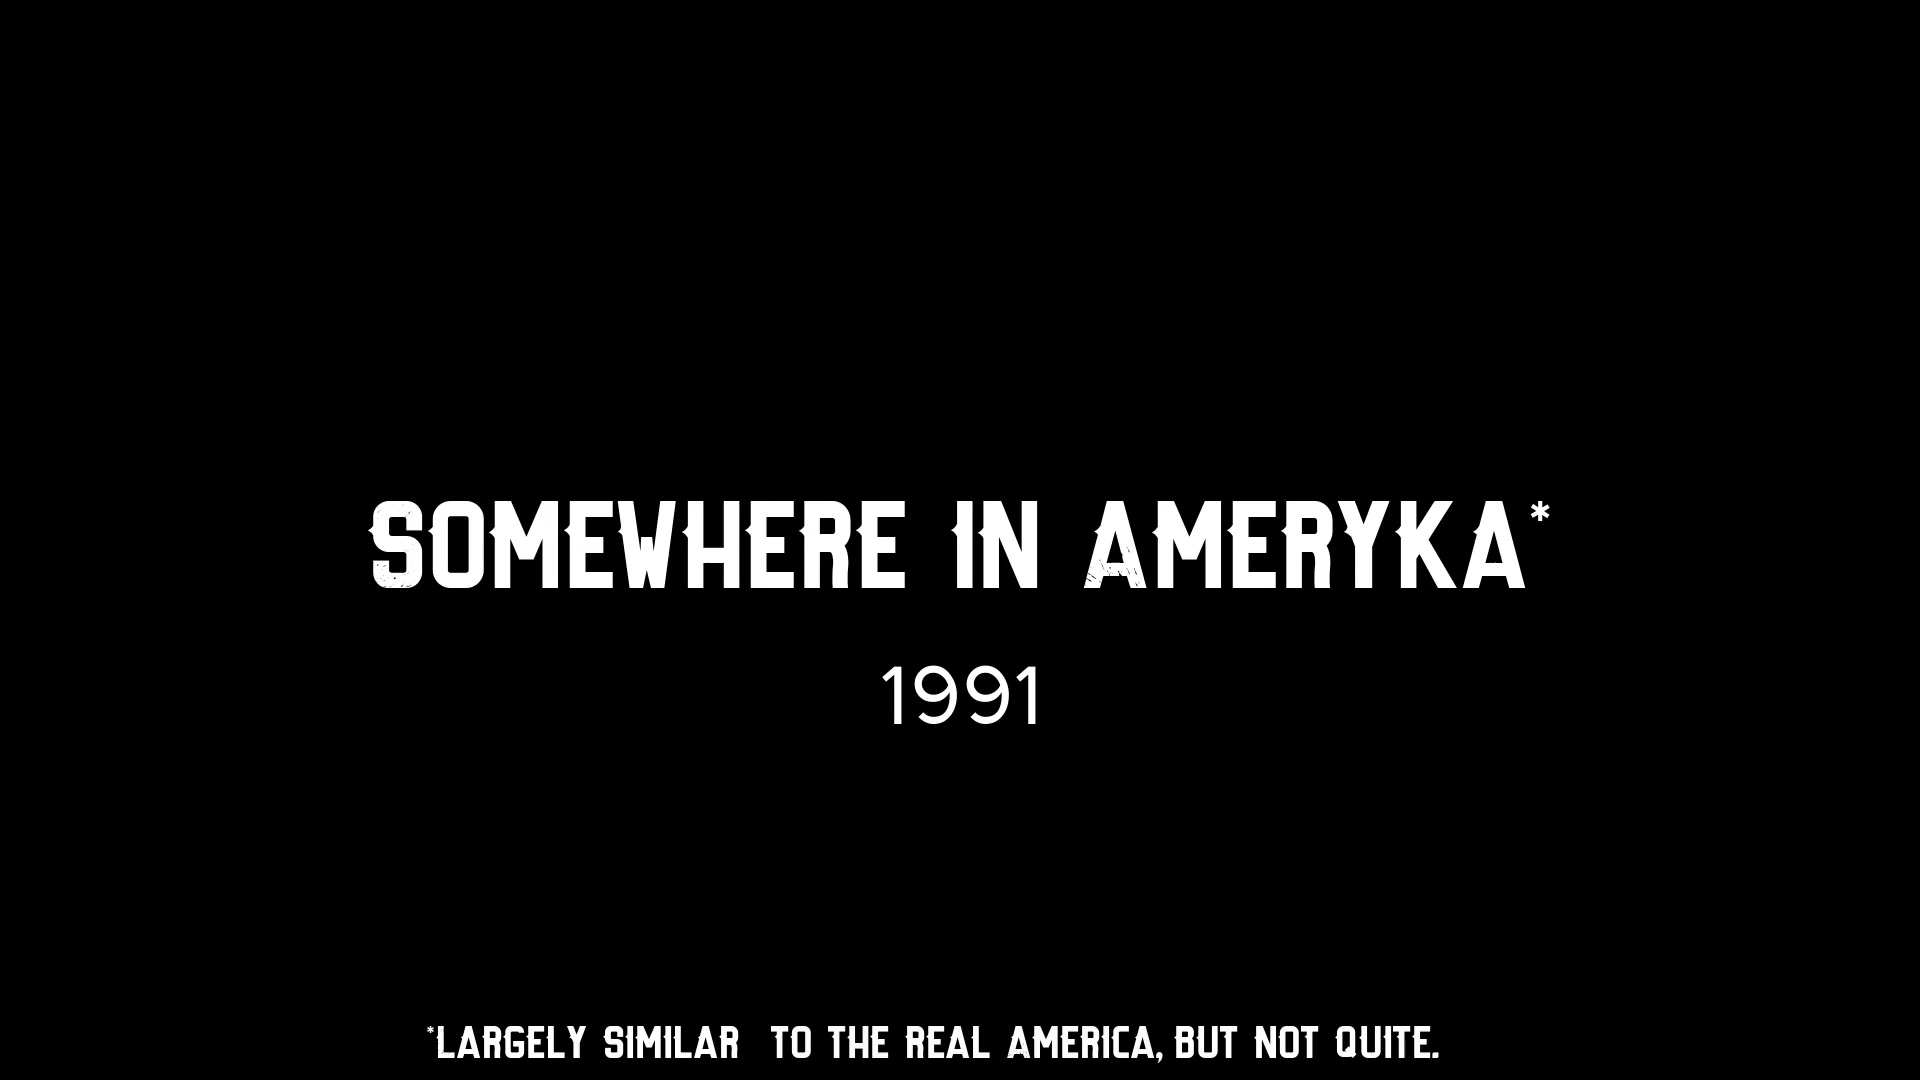 SOMEWHERE IN AMERYKA*
1991
*LARGELY SIMILAR TO THE REAL AMERICA, BUT NOT QUITE.